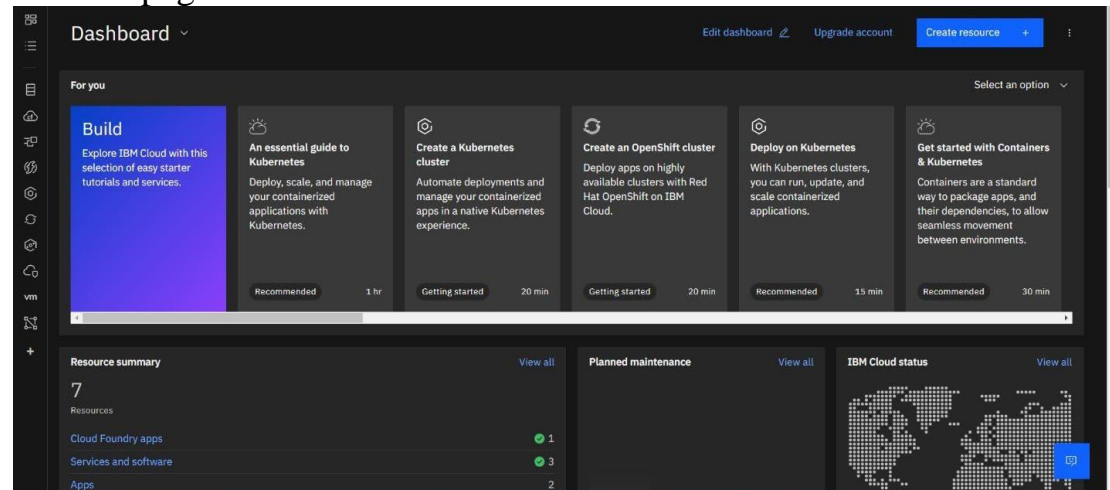 Dashboard
Edit dashboard
Upgrade account
Create resource +
For you
Select an option
Build
Explore IBM Cloud with this
selection of easy starter
tutorials and services.
An essential guide to
Kubernetes
Deploy, scale, and manage
your containerized
applications with
Kubernetes.
Recommended
1 hr
Create a Kubernetes
cluster
Automate deployments and
manage your containerized
apps in a native Kubernetes
experience.
Getting started
20 min
Create an OpenShift cluster
Deploy apps on highly
available clusters with Red
Hat OpenShift on IBM
Cloud.
Getting started
20 min
Deploy on Kubernetes
With Kubernetes clusters,
you can run, update, and
scale containerized
applications.
Recommended
15 min
Get started with Containers
& Kubernetes
Containers are a standard
way to package apps, and
their dependencies, to allow
seamless movement
between environments.
Recommended
30 min
vm
Resource summary
View all
7
Resources
Cloud Foundry apps
1
Services and software
3
Apps
2
Planned maintenance
View all
IBM Cloud status
View all